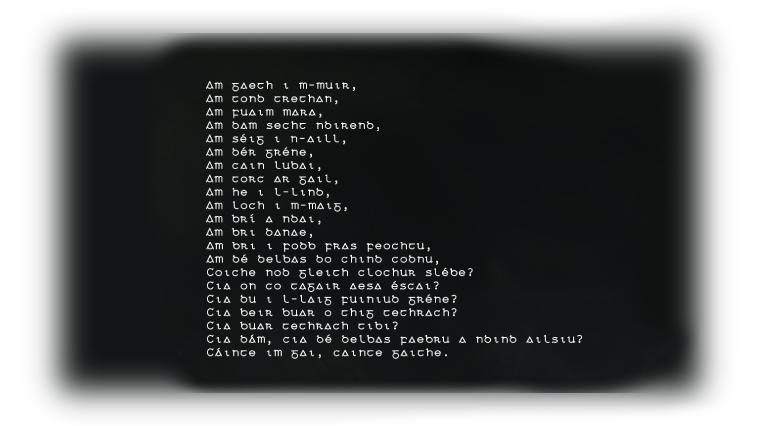 Am gaeth i m-muir,
Am tond trethan,
Am fuaim mara,
Am dam secht ndirend,
Am séig i n-aill,
Am dér gréne,
Am cain lubai,
Am torc ar gail,
Am he i l-lind,
Am loch i m-maig,
Am brí a ndai,
Am bri danae,
Am bri i fodb fras feochtu,
Am dé delbas do chind codnu,
Coiche nod gleith clochur slébe?
Cia on co tagair aesa éscai?
Cia du i l-laig fuiniud gréne?
Cia beir buar o thig tethrach?
Cia buar tethrach tibi?
Cia dám, cia dé delbas faebru a ndind ailsiu?
Cáinte im gai, cainte gaithe.